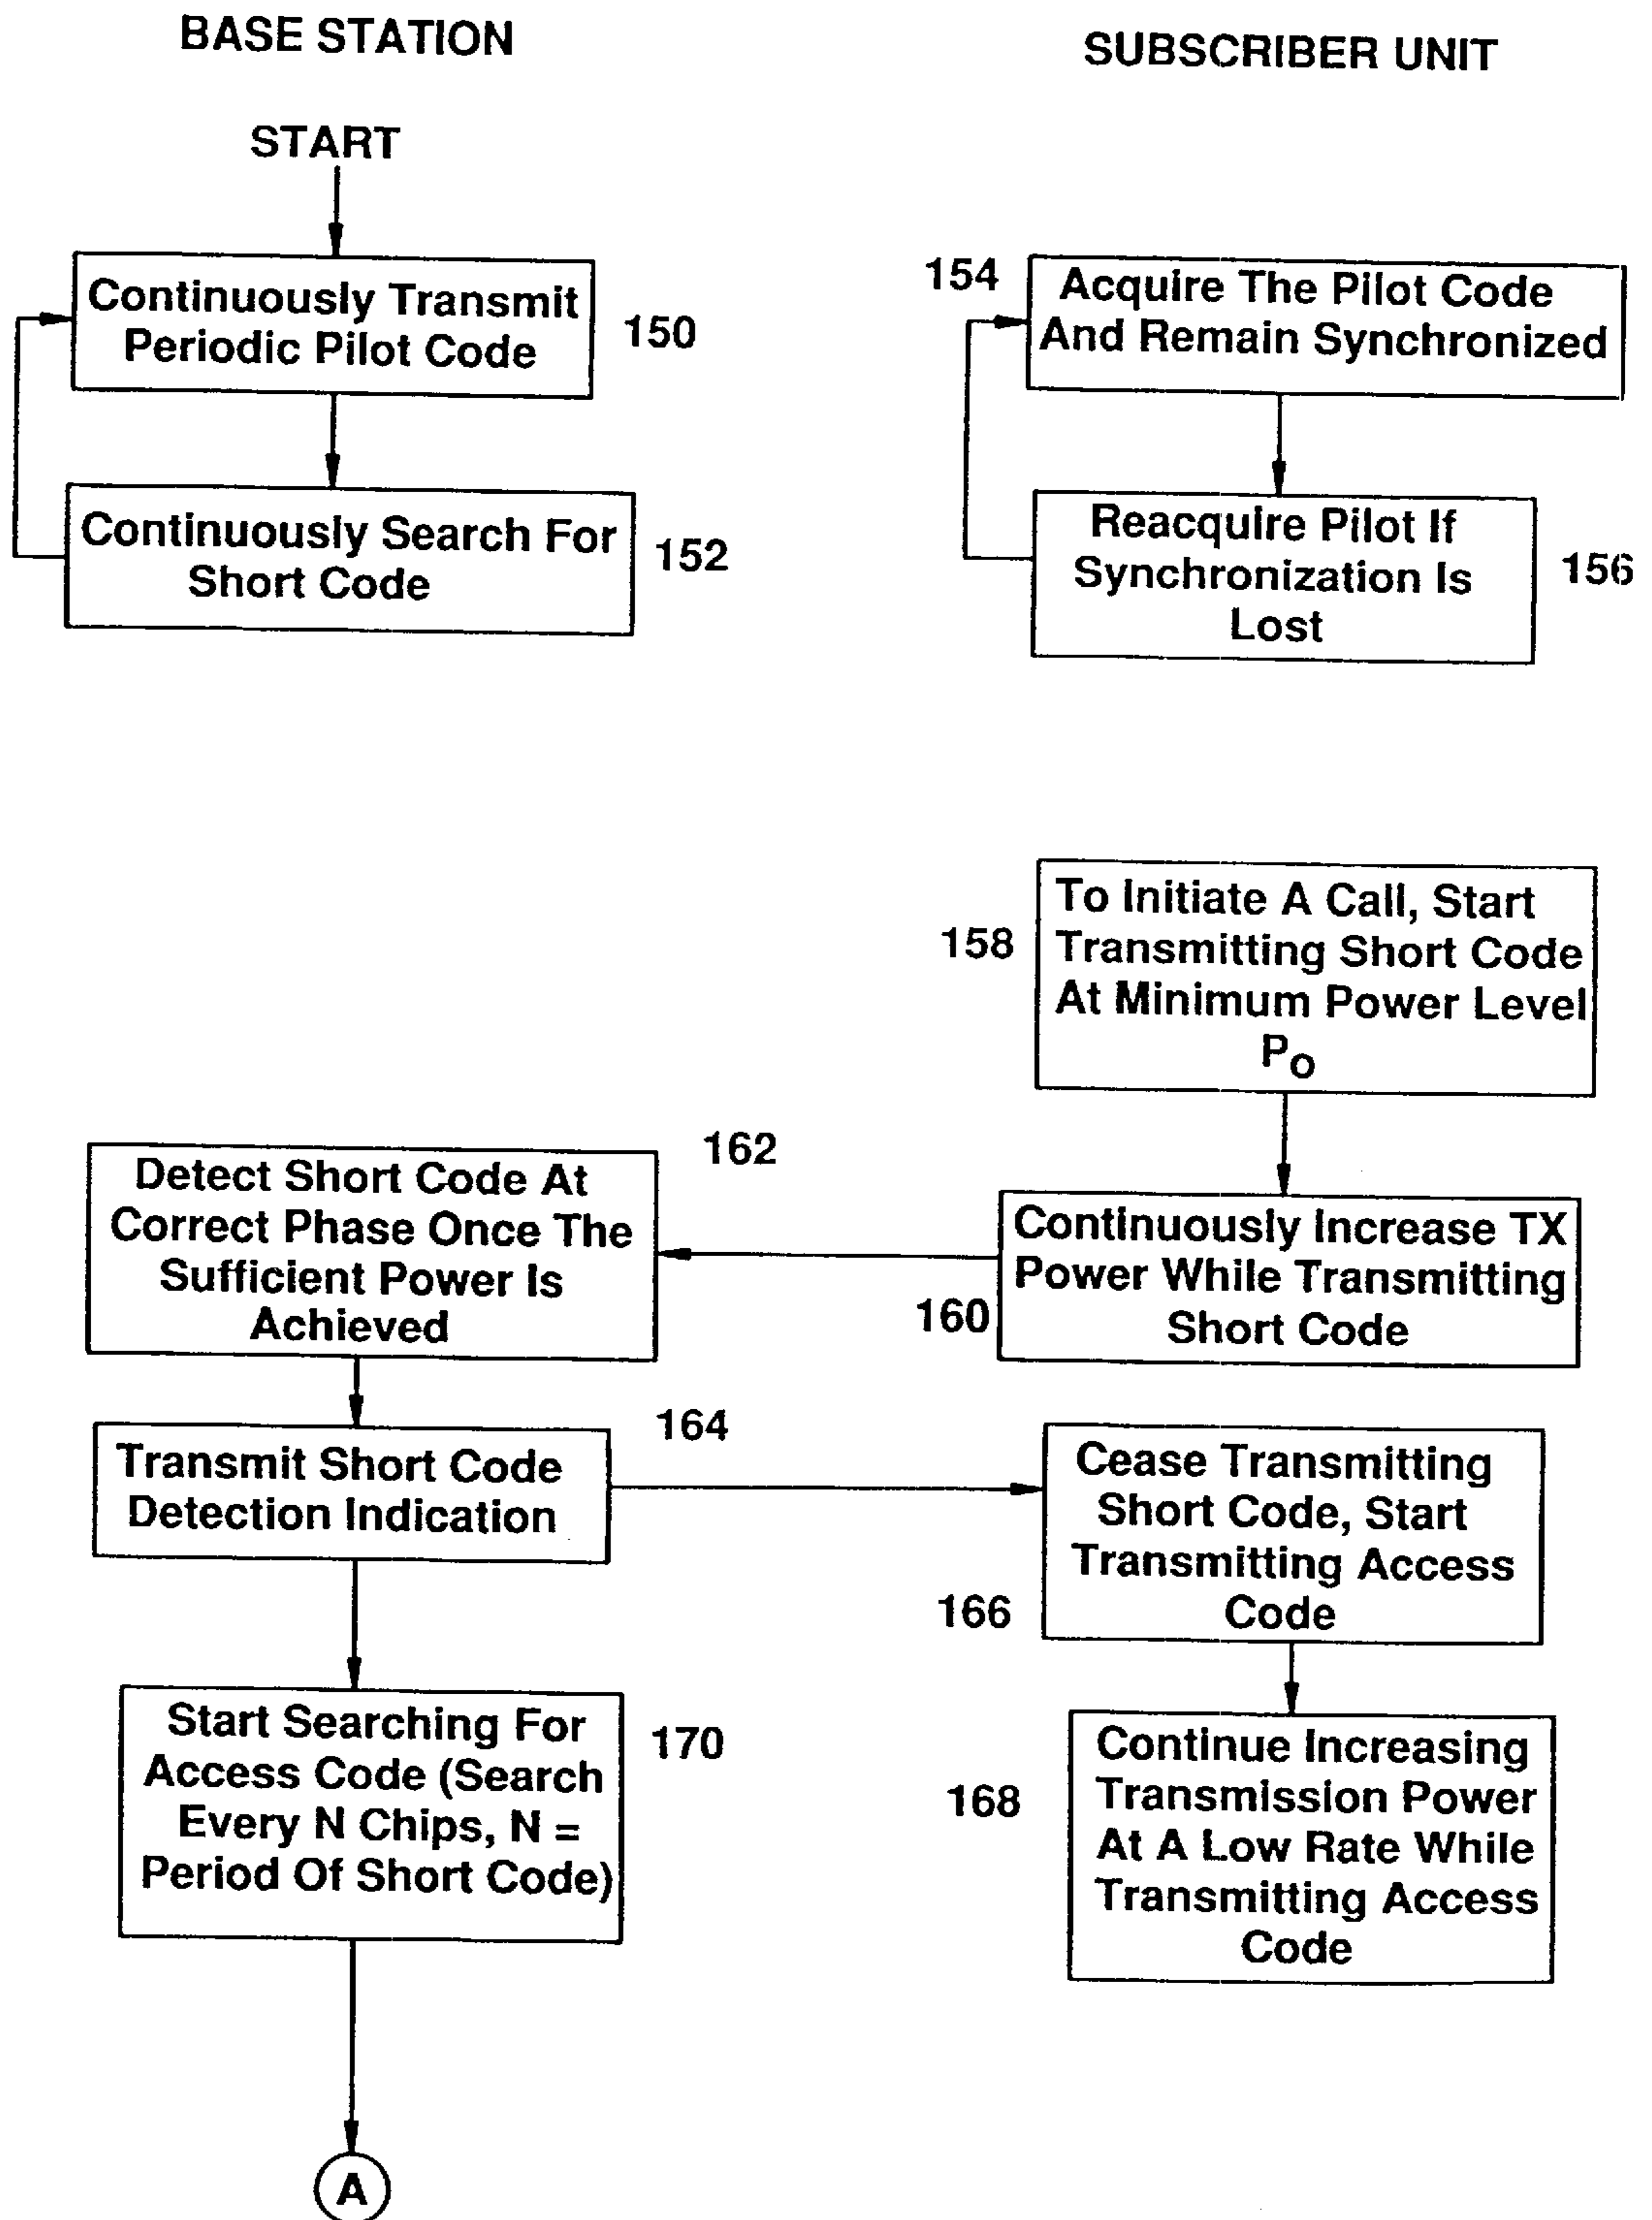 BASE STATION
SUBSCRIBER UNIT
START
Continuously Transmit
Periodic Pilot Code
150
154
Acquire The Pilot Code
And Remain Synchronized
Continuously Search For
Short Code
152
Reacquire Pilot If
Synchronization Is
Lost
156
158
To Initiate A Call, Start
Transmitting Short Code
At Minimum Power Level
Po
162
Detect Short Code At
Correct Phase Once The
Sufficient Power Is
Achieved
Continuously Increase TX
Power While Transmitting
Short Code
160
164
Transmit Short Code
Detection Indication
Cease Transmitting
Short Code, Start
Transmitting Access
Code
166
Start Searching For
Access Code (Search
Every N Chips, N =
Period Of Short Code)
170
168
Continue Increasing
Transmission Power
At A Low Rate While
Transmitting Access
Code
A